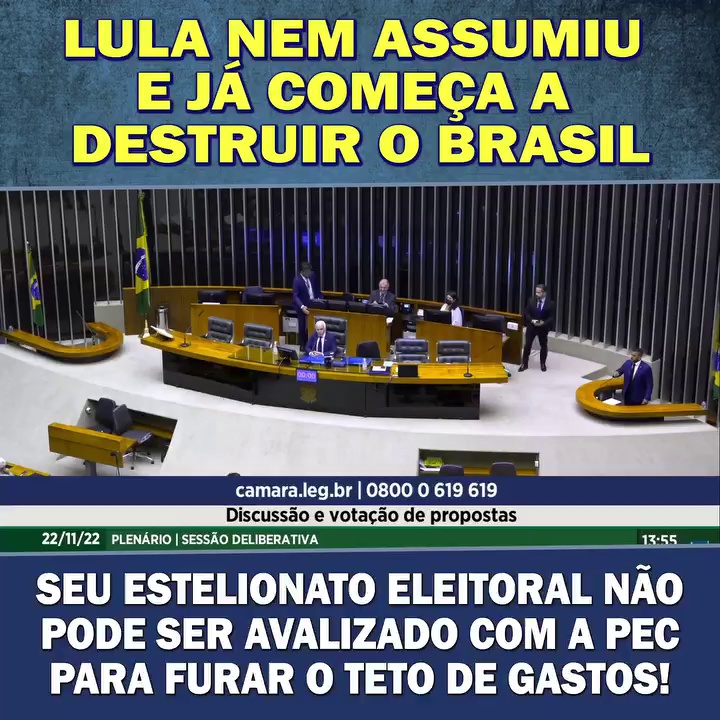 LULA NEM ASSUMIU
E JÁ COMEÇA A
DESTRUIR O BRASIL
camara.leg.br | 0800 0 619 619
Discussão e votação de propostas
22/11/22 PLENÁRIO | SESSÃO DELIBERATIVA 13:55
SEU ESTELIONATO ELEITORAL NÃO
PODE SER AVALIZADO COM A PEC
PARA FURAR O TETO DE GASTOS!